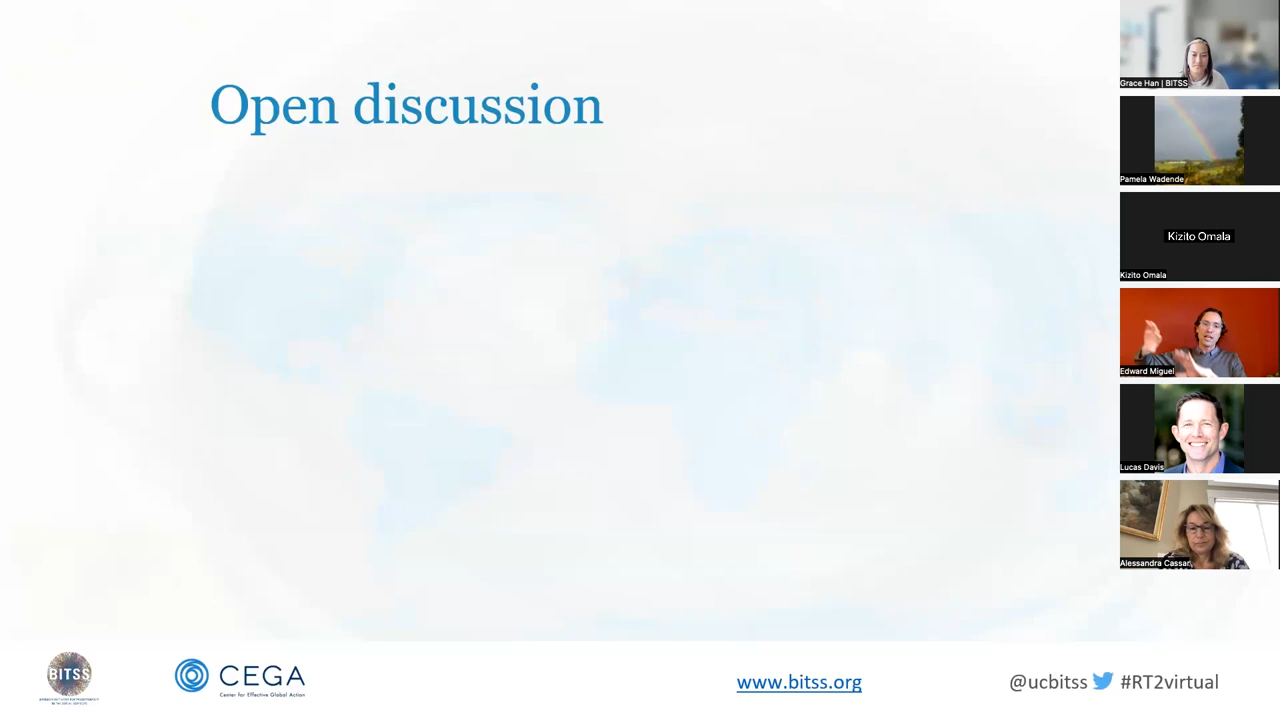 Open discussion
Grace Han | BITSS
Pamela Wadende
Kizito Omala
Kizito Omala
Edward Miguel
Lucas Davis
Alessandra Cassar
BITSS
CEGA
Center for Effective Global Action
www.bitss.org
@ucbitss #RT2virtual